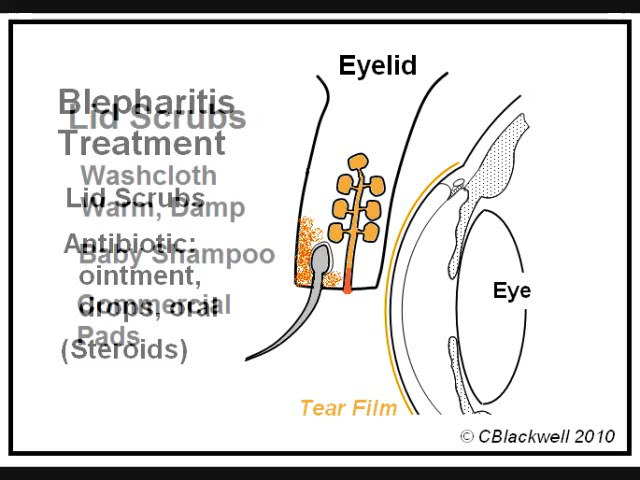 Eyelid
Blepharitis
Treatment
Lid Scrubs
Antibiotic:
ointment,
drops, oral
(Steroids)
Lid Scrubs
Washcloth
Warm, Damp
Baby Shampoo
Commercial
Pads
Eye
Tear Film
© CBlackwell 2010